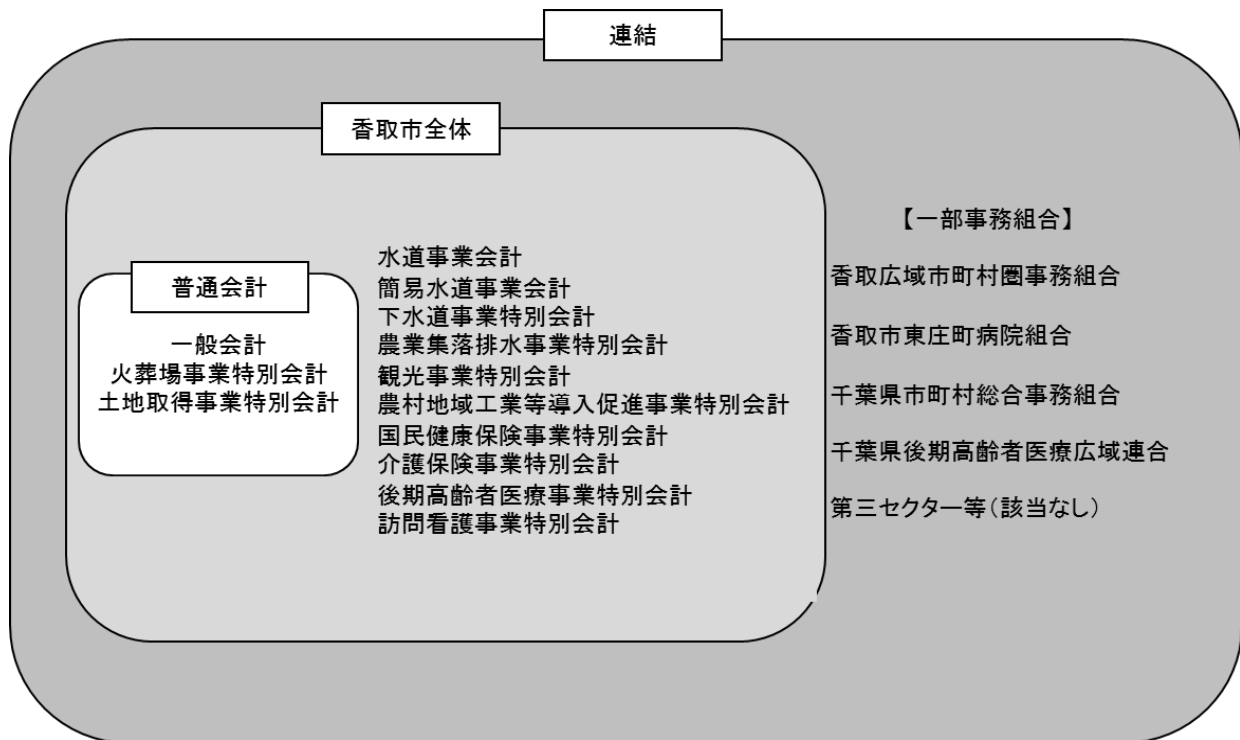 連結
香取市全体
普通会計
一般会計
火葬場事業特別会計
土地取得事業特別会計
水道事業会計
簡易水道事業会計
下水道事業特別会計
農業集落排水事業特別会計
観光事業特別会計
農村地域工業等導入促進事業特別会計
国民健康保険事業特別会計
介護保険事業特別会計
後期高齢者医療事業特別会計
訪問看護事業特別会計
【一部事務組合】
香取広域市町村圏事務組合
香取市東庄町病院組合
千葉県市町村総合事務組合
千葉県後期高齢者医療広域連合
第三セクター等（該当なし）